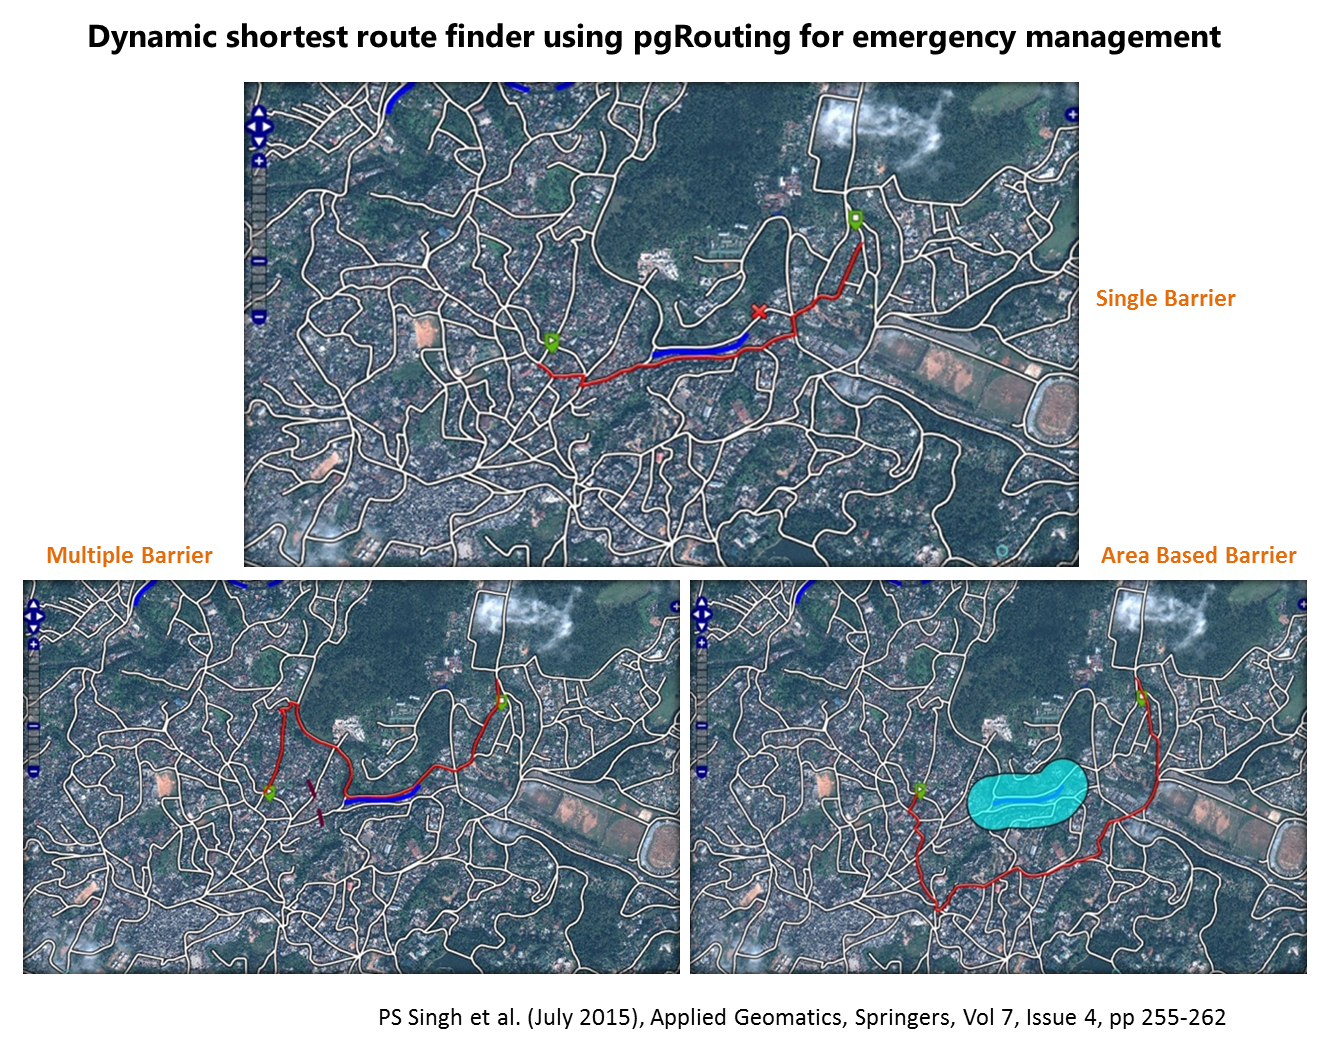 Dynamic shortest route finder using pgRouting for emergency management
Single Barrier
Multiple Barrier
Area Based Barrier
PS Singh et al. (July 2015), Applied Geomatics, Springers, Vol 7, Issue 4, pp 255-262